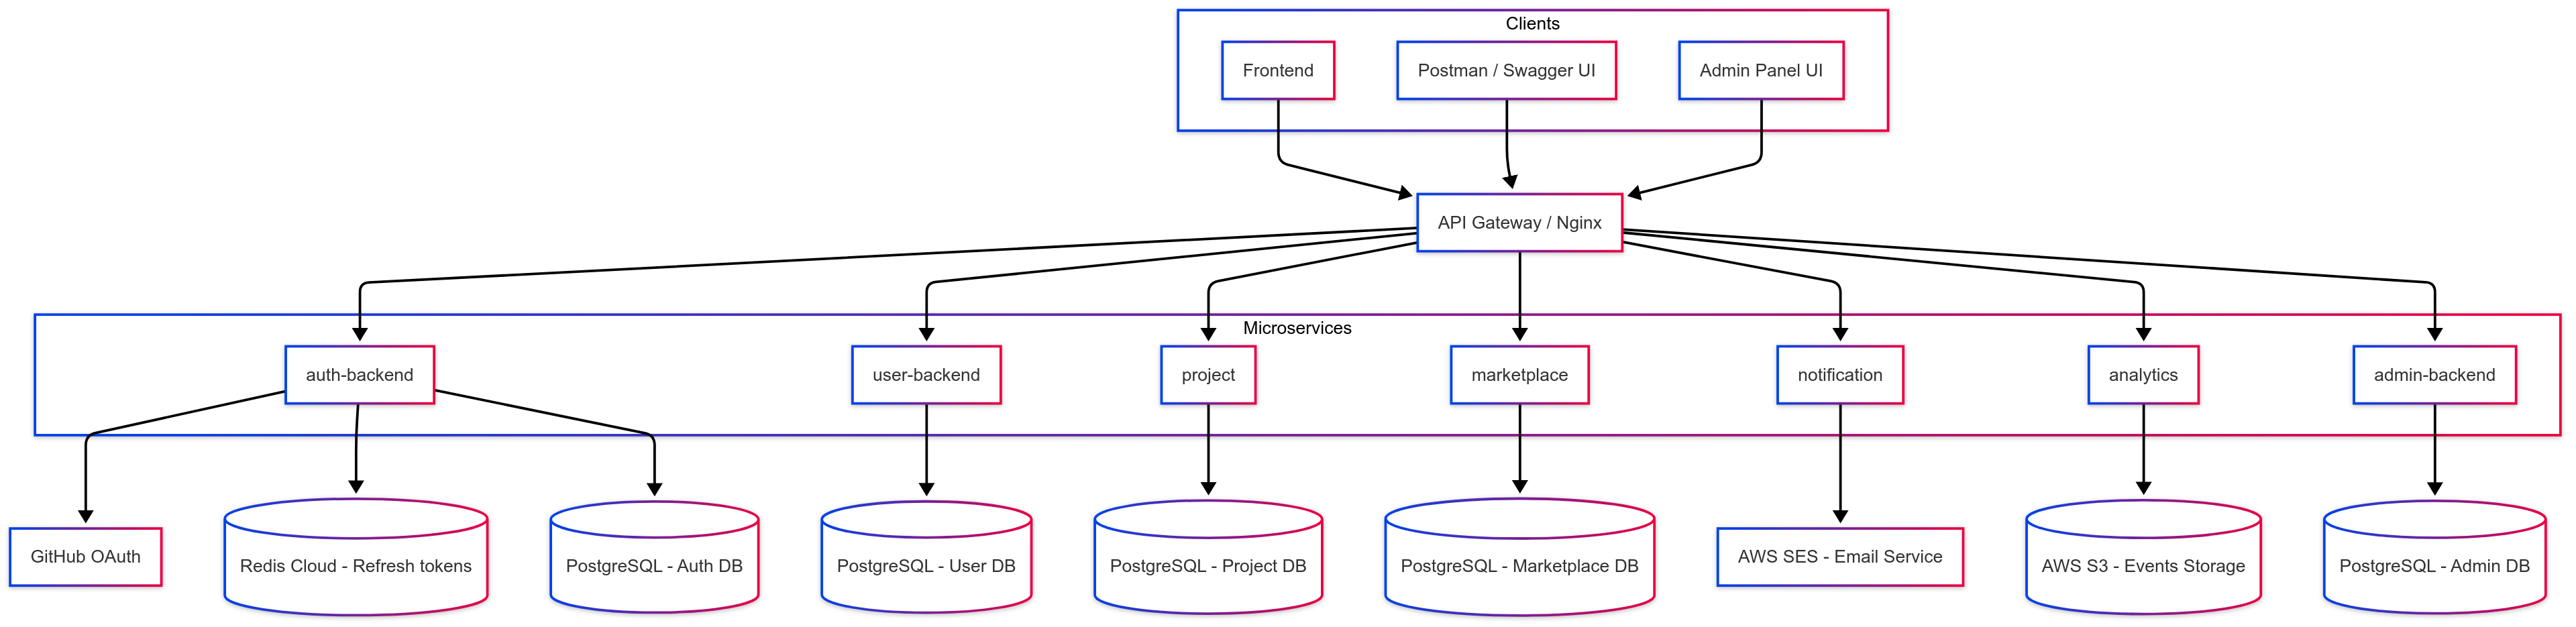 Clients
Frontend
Postman / Swagger UI
Admin Panel UI
API Gateway / Nginx
Microservices
auth-backend
user-backend
project
marketplace
notification
analytics
admin-backend
GitHub OAuth
Redis Cloud - Refresh tokens
PostgreSQL - Auth DB
PostgreSQL - User DB
PostgreSQL - Project DB
PostgreSQL - Marketplace DB
AWS SES - Email Service
AWS S3 - Events Storage
PostgreSQL - Admin DB